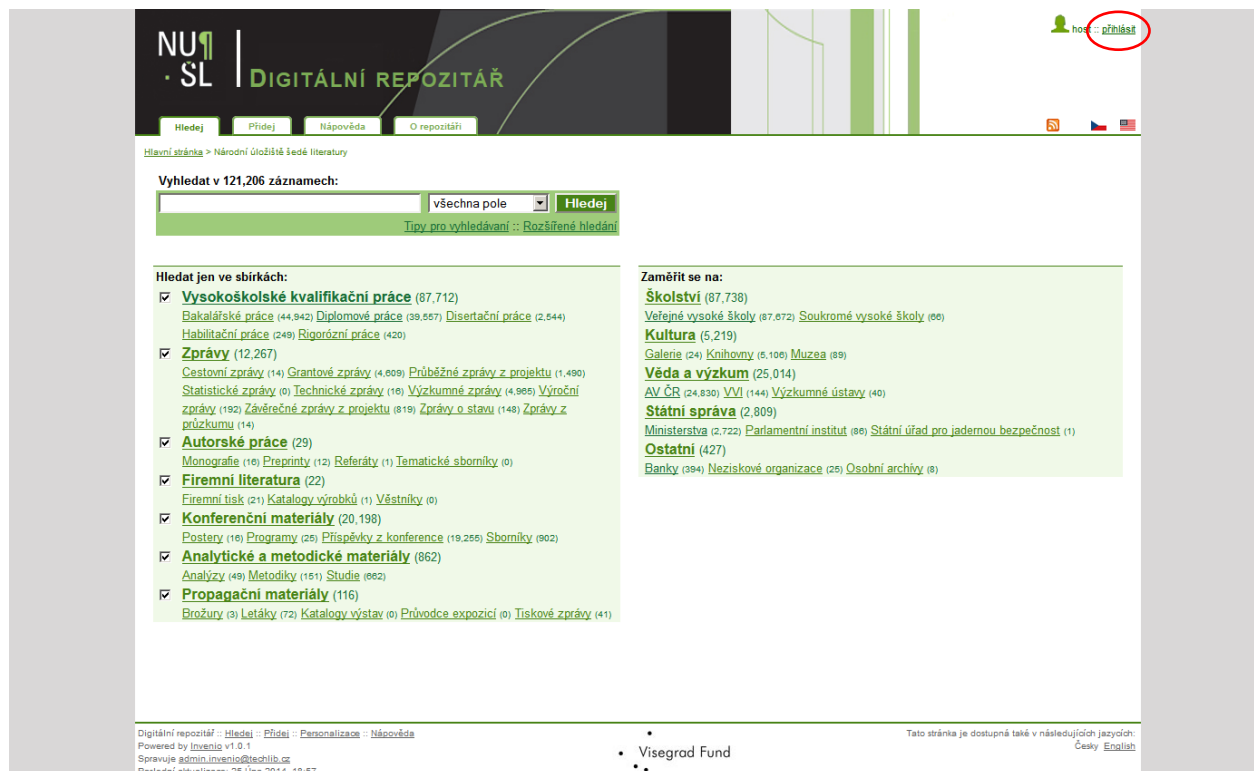 NU¶
· ŠL
DIGITÁLNÍ REPOZITÁŘ
host :: přihlásit
Hledej Přidej Nápověda O repozitáři
Hlavní stránka > Národní úložiště šedé literatury
Vyhledat v 121,206 záznamech:
všechna pole Hledej
Tipy pro vyhledávaní :: Rozšířené hledání
Hledat jen ve sbírkách:
Vysokoškolské kvalifikační práce (87,712)
Bakalářské práce (44,942) Diplomové práce (39,557) Disertační práce (2,544)
Habilitační práce (249) Rigorózní práce (420)
Zprávy (12,267)
Cestovní zprávy (14) Grantové zprávy (4,609) Průběžné zprávy z projektu (1,490)
Statistické zprávy (0) Technické zprávy (16) Výzkumné zprávy (4,965) Výroční
zprávy (192) Závěrečné zprávy z projektu (819) Zprávy o stavu (148) Zprávy z
průzkumu (14)
Autorské práce (29)
Monografie (16) Preprinty (12) Referáty (1) Tematické sborníky (0)
Firemní literatura (22)
Firemní tisk (21) Katalogy výrobků (1) Věstníky (0)
Konferenční materiály (20,198)
Postery (16) Programy (25) Příspěvky z konference (19,255) Sborníky (902)
Analytické a metodické materiály (862)
Analýzy (49) Metodiky (151) Studie (662)
Propagační materiály (116)
Brožury (3) Letáky (72) Katalogy výstav (0) Průvodce expozicí (0) Tiskové zprávy (41)
Zaměřit se na:
Školství (87,738)
Veřejné vysoké školy (87,672) Soukromé vysoké školy (66)
Kultura (5,219)
Galerie (24) Knihovny (5,106) Muzea (89)
Věda a výzkum (25,014)
AV ČR (24,830) VVI (144) Výzkumné ústavy (40)
Státní správa (2,809)
Ministerstva (2,722) Parlamentní institut (86) Státní úřad pro jadernou bezpečnost (1)
Ostatní (427)
Banky (394) Neziskové organizace (25) Osobní archívy (8)
Digitální repozitář :: Hledej :: Přidej :: Personalizace :: Nápověda
Powered by Invenio v1.0.1
Spravuje admin.invenio@techlib.cz
Poslední aktualizace: 25 Úno 2014, 18:57
Visegrad Fund
Tato stránka je dostupná také v následujících jazycích:
Česky English